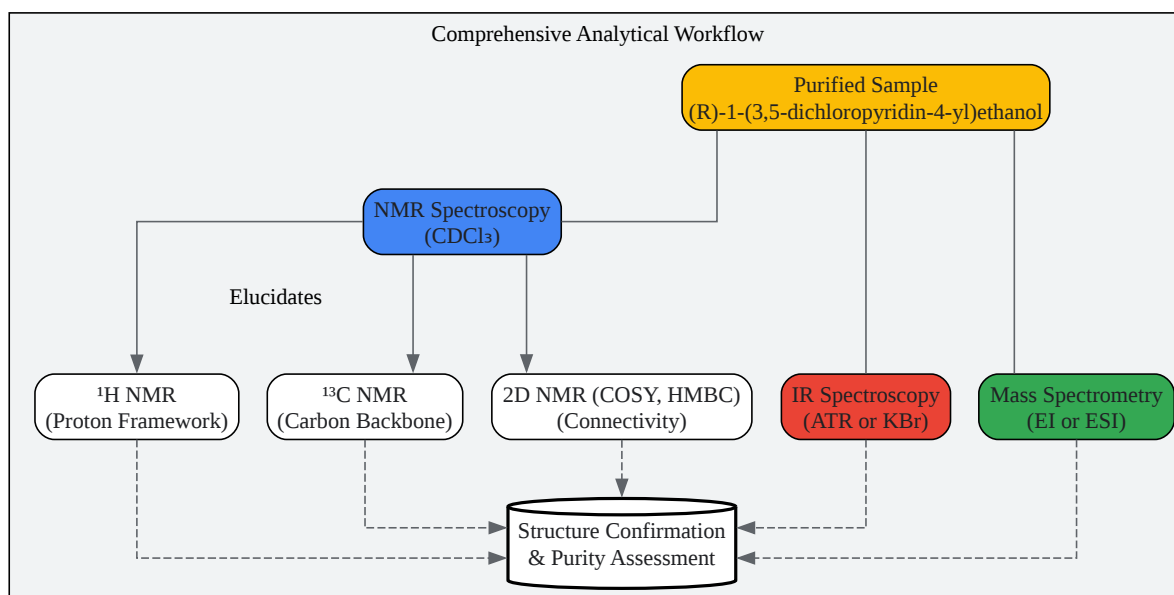 Comprehensive Analytical Workflow
Purified Sample
(R)-1-(3,5-dichloropyridin-4-yl)ethanol
NMR Spectroscopy
(CDCl₃)
Elucidates
¹H NMR
(Proton Framework)
¹³C NMR
(Carbon Backbone)
2D NMR (COSY, HMBC)
(Connectivity)
IR Spectroscopy
(ATR or KBr)
Mass Spectrometry
(EI or ESI)
Structure Confirmation
& Purity Assessment